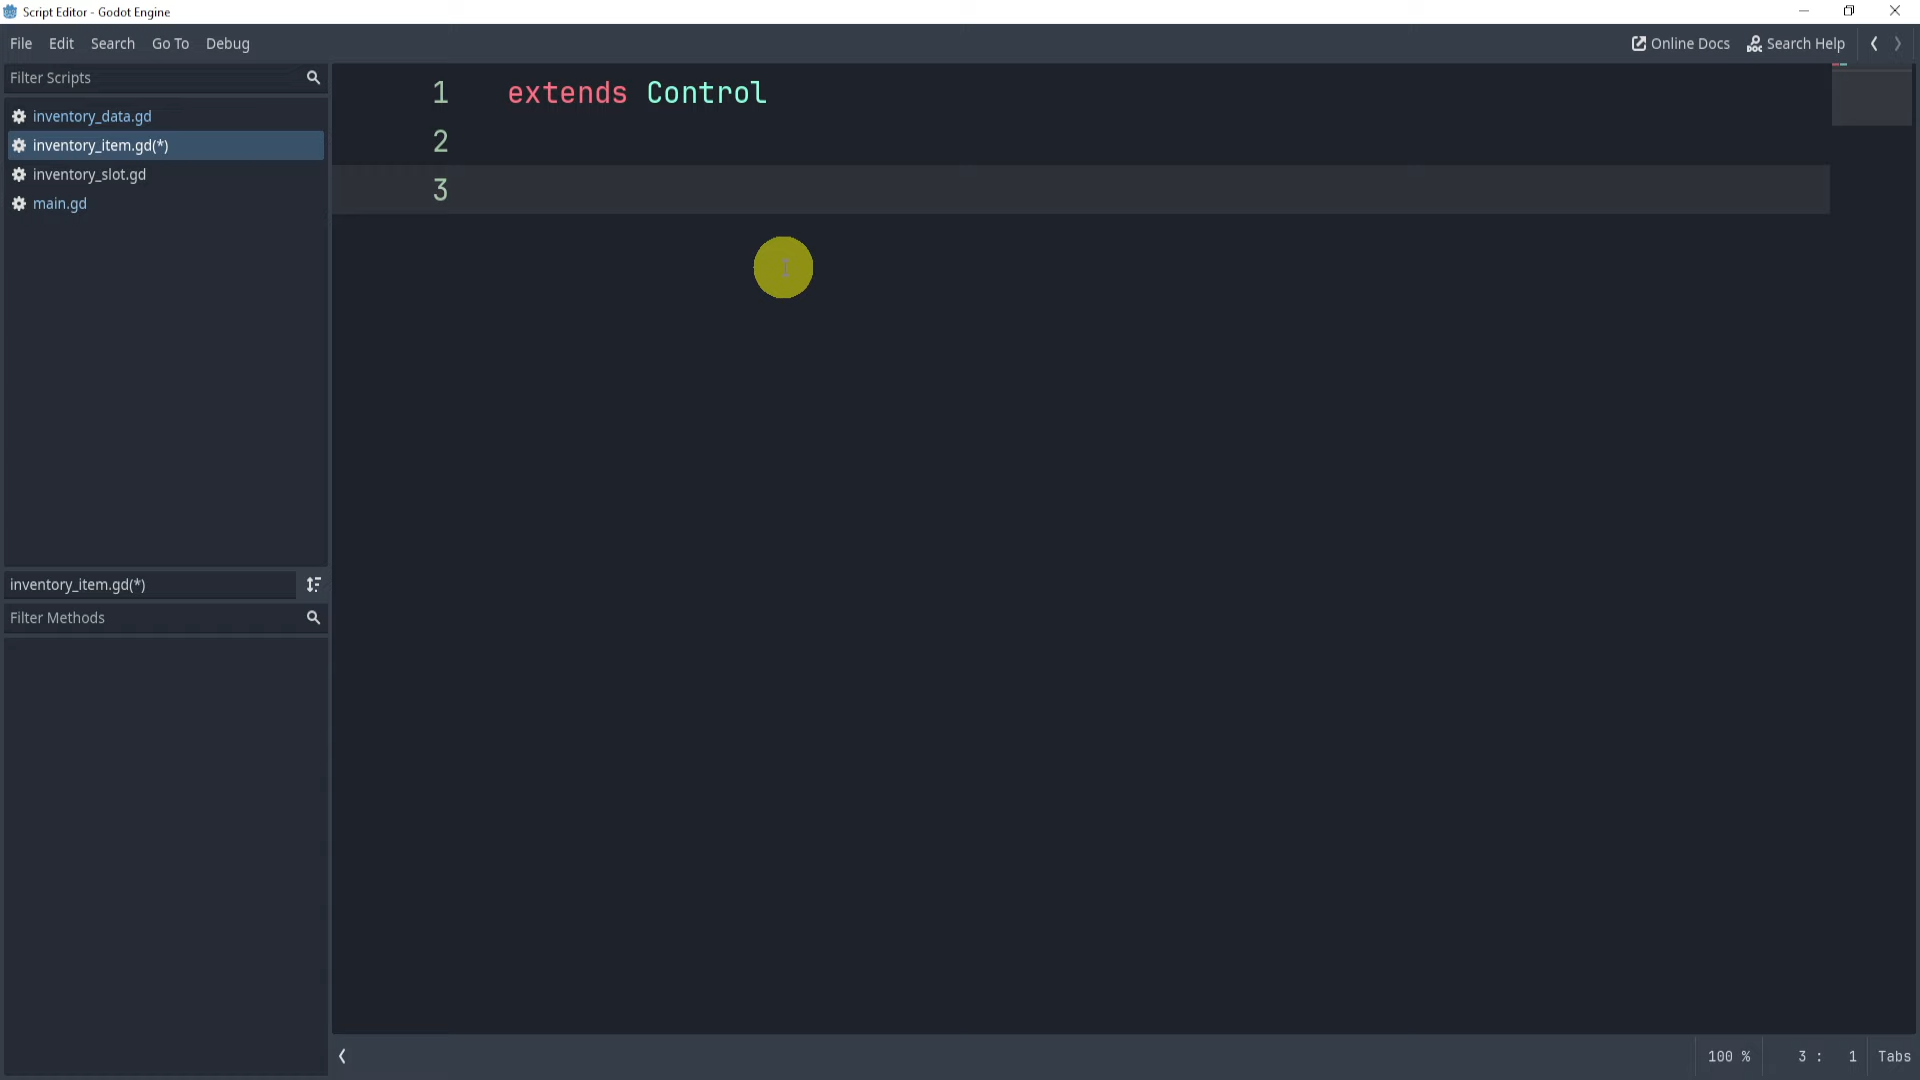 Script Editor - Godot Engine
File Edit Search Go To Debug
Online Docs Search Help
Filter Scripts
inventory_data.gd
inventory_item.gd(*)
inventory_slot.gd
main.gd
inventory_item.gd(*)
Filter Methods
1 extends Control
2
3
100 % 3 : 1 Tabs